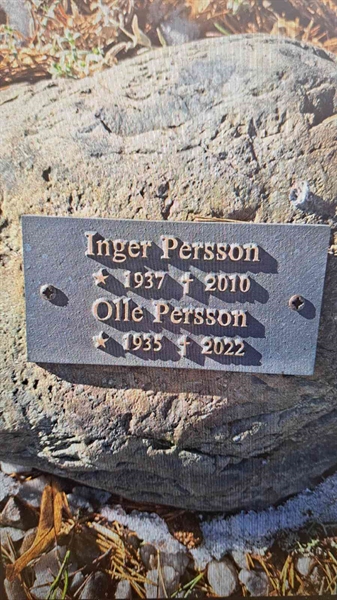 Inger Persson
★ 1937 † 2010
Olle Persson
★ 1935 † 2022